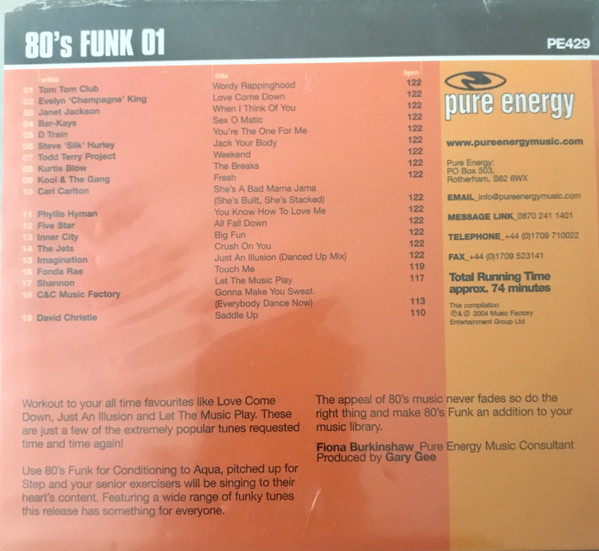 80's FUNK 01
PE429
artist title bpm
01 Tom Tom Club Wordy Rappinghood 122
02 Evelyn 'Champagne' King Love Come Down 122
03 Janet Jackson When I Think Of You 122
04 Bar-Kays Sex O Matic 122
05 D Train You're The One For Me 122
06 Steve 'Silk' Hurley Jack Your Body 122
07 Todd Terry Project Weekend 122
08 Kurtis Blow The Breaks 122
09 Kool & The Gang Fresh 122
10 Carl Carlton She's A Bad Mama Jama
(She's Built, She's Stacked) 122
11 Phyllis Hyman You Know How To Love Me 122
12 Five Star All Fall Down 122
13 Inner City Big Fun 122
14 The Jets Crush On You 122
15 Imagination Just An Illusion (Danced Up Mix) 122
16 Fonda Rae Touch Me 119
17 Shannon Let The Music Play 117
18 C&C Music Factory Gonna Make You Sweat
(Everybody Dance Now) 113
19 David Christie Saddle Up 110
pure energy
www.pureenergymusic.com
Pure Energy:
PO Box 503,
Rotherham, S62 6WX
EMAIL_info@pureenergymusic.com
MESSAGE LINK_0870 241 1401
TELEPHONE_+44 (0)1709 710022
FAX_+44 (0)1709 523141
Total Running Time
approx. 74 minutes
This compilation
℗&© 2004 Music Factory
Entertainment Group Ltd
Workout to your all time favourites like Love Come
Down, Just An Illusion and Let The Music Play. These
are just a few of the extremely popular tunes requested
time and time again!
Use 80's Funk for Conditioning to Aqua, pitched up for
Step and your senior exercisers will be singing to their
heart's content. Featuring a wide range of funky tunes
this release has something for everyone.
The appeal of 80's music never fades so do the
right thing and make 80's Funk an addition to your
music library.
Fiona Burkinshaw_Pure Energy Music Consultant
Produced by Gary Gee